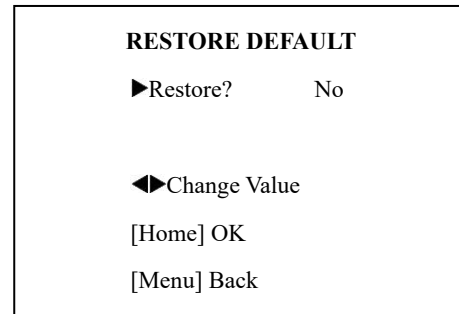 RESTORE DEFAULT
▶Restore? No
◀▶Change Value
[Home] OK
[Menu] Back